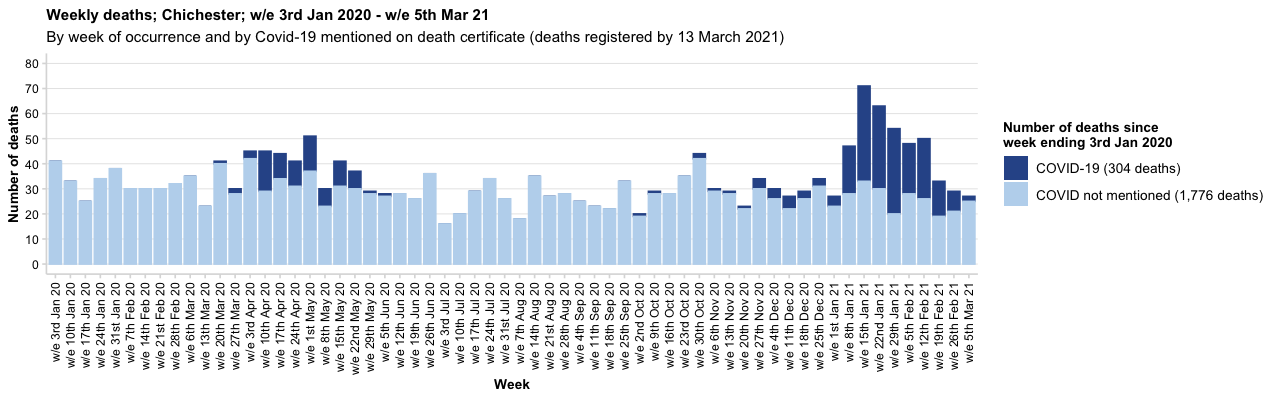 Weekly deaths; Chichester; w/e 3rd Jan 2020 - w/e 5th Mar 21
By week of occurrence and by Covid-19 mentioned on death certificate (deaths registered by 13 March 2021)
Number of deaths
80
70
60
50
40
30
20
10
0
w/e 3rd Jan 20
w/e 10th Jan 20
w/e 17th Jan 20
w/e 24th Jan 20
w/e 31st Jan 20
w/e 7th Feb 20
w/e 14th Feb 20
w/e 21st Feb 20
w/e 28th Feb 20
w/e 6th Mar 20
w/e 13th Mar 20
w/e 20th Mar 20
w/e 27th Mar 20
w/e 3rd Apr 20
w/e 10th Apr 20
w/e 17th Apr 20
w/e 24th Apr 20
w/e 1st May 20
w/e 8th May 20
w/e 15th May 20
w/e 22nd May 20
w/e 29th May 20
w/e 5th Jun 20
w/e 12th Jun 20
w/e 19th Jun 20
w/e 26th Jun 20
w/e 3rd Jul 20
w/e 10th Jul 20
w/e 17th Jul 20
w/e 24th Jul 20
w/e 31st Jul 20
w/e 7th Aug 20
w/e 14th Aug 20
w/e 21st Aug 20
w/e 28th Aug 20
w/e 4th Sep 20
w/e 11th Sep 20
w/e 18th Sep 20
w/e 25th Sep 20
w/e 2nd Oct 20
w/e 9th Oct 20
w/e 16th Oct 20
w/e 23rd Oct 20
w/e 30th Oct 20
w/e 6th Nov 20
w/e 13th Nov 20
w/e 20th Nov 20
w/e 27th Nov 20
w/e 4th Dec 20
w/e 11th Dec 20
w/e 18th Dec 20
w/e 25th Dec 20
w/e 1st Jan 21
w/e 8th Jan 21
w/e 15th Jan 21
w/e 22nd Jan 21
w/e 29th Jan 21
w/e 5th Feb 21
w/e 12th Feb 21
w/e 19th Feb 21
w/e 26th Feb 21
w/e 5th Mar 21
Week
Number of deaths since
week ending 3rd Jan 2020
COVID-19 (304 deaths)
COVID not mentioned (1,776 deaths)